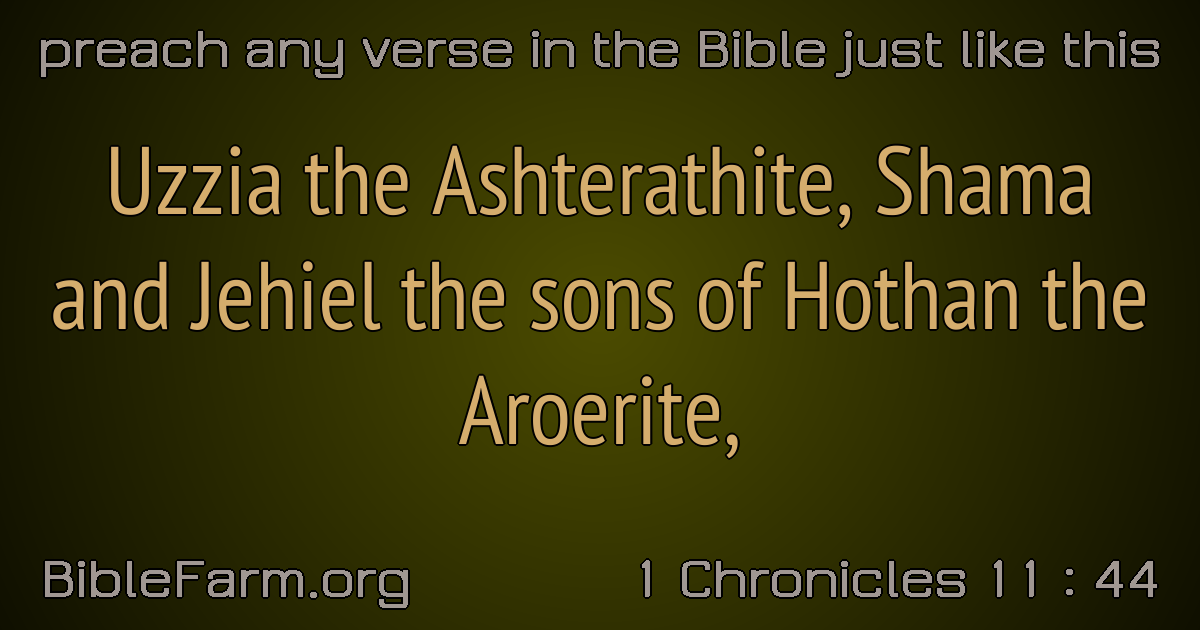 preach any verse in the Bible just like this
Uzzia the Ashterathite, Shama
and Jehiel the sons of Hothan the
Aroerite,
BibleFarm.org
1 Chronicles 11 : 44